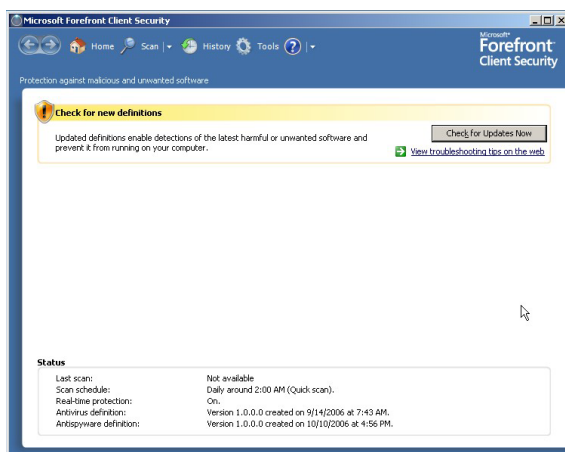 Microsoft Forefront Client Security
Home Scan History Tools
Microsoft®
Forefront™
Client Security
Protection against malicious and unwanted software
Check for new definitions
Updated definitions enable detections of the latest harmful or unwanted software and
prevent it from running on your computer.
Check for Updates Now
View troubleshooting tips on the web
Status
Last scan: Not available
Scan schedule: Daily around 2:00 AM (Quick scan).
Real-time protection: On.
Antivirus definition: Version 1.0.0.0 created on 9/14/2006 at 7:43 AM.
Antispyware definition: Version 1.0.0.0 created on 10/10/2006 at 4:56 PM.